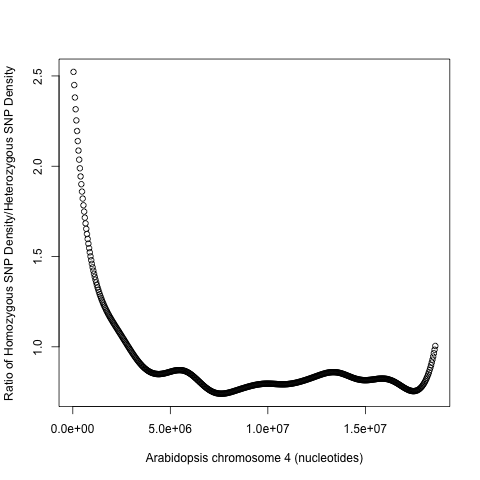 Ratio of Homozygous SNP Density/Heterozygous SNP Density
2.5
2.0
1.5
1.0
0.0e+00 5.0e+06 1.0e+07 1.5e+07
Arabidopsis chromosome 4 (nucleotides)